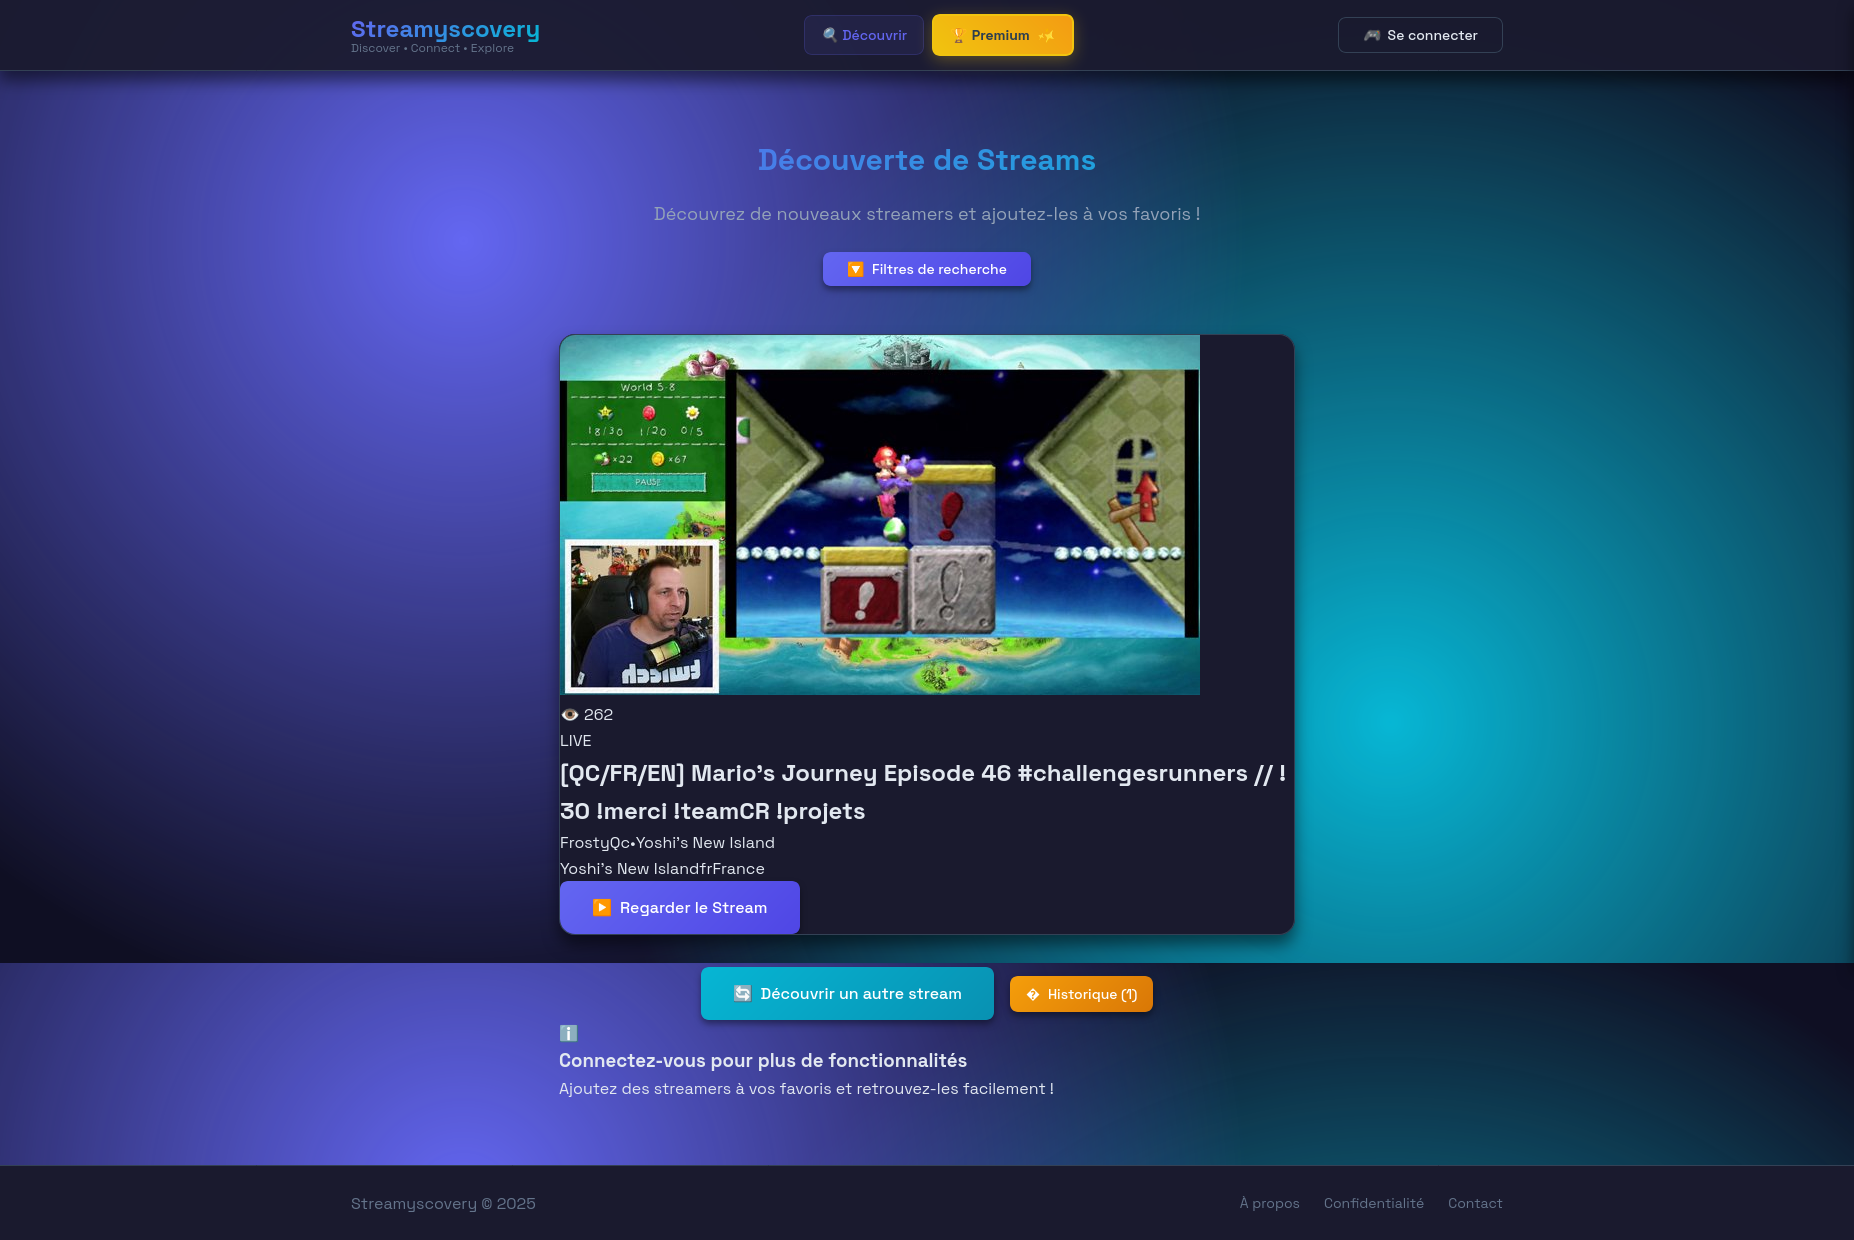 Streamyscovery
Discover • Connect • Explore
🔍 Découvrir
🏆 Premium ✨
🎮 Se connecter
Découverte de Streams
Découvrez de nouveaux streamers et ajoutez-les à vos favoris !
🔽 Filtres de recherche
World 5-8
18/30 1/20 0/5
×22 ×67
PAUSE
👁️ 262
LIVE
[QC/FR/EN] Mario's Journey Episode 46 #challengesrunners // !
30 !merci !teamCR !projets
FrostyQc•Yoshi's New Island
Yoshi's New IslandfrFrance
▶️ Regarder le Stream
🔄 Découvrir un autre stream
� Historique (1)
ℹ️
Connectez-vous pour plus de fonctionnalités
Ajoutez des streamers à vos favoris et retrouvez-les facilement !
Streamyscovery © 2025
À propos
Confidentialité
Contact